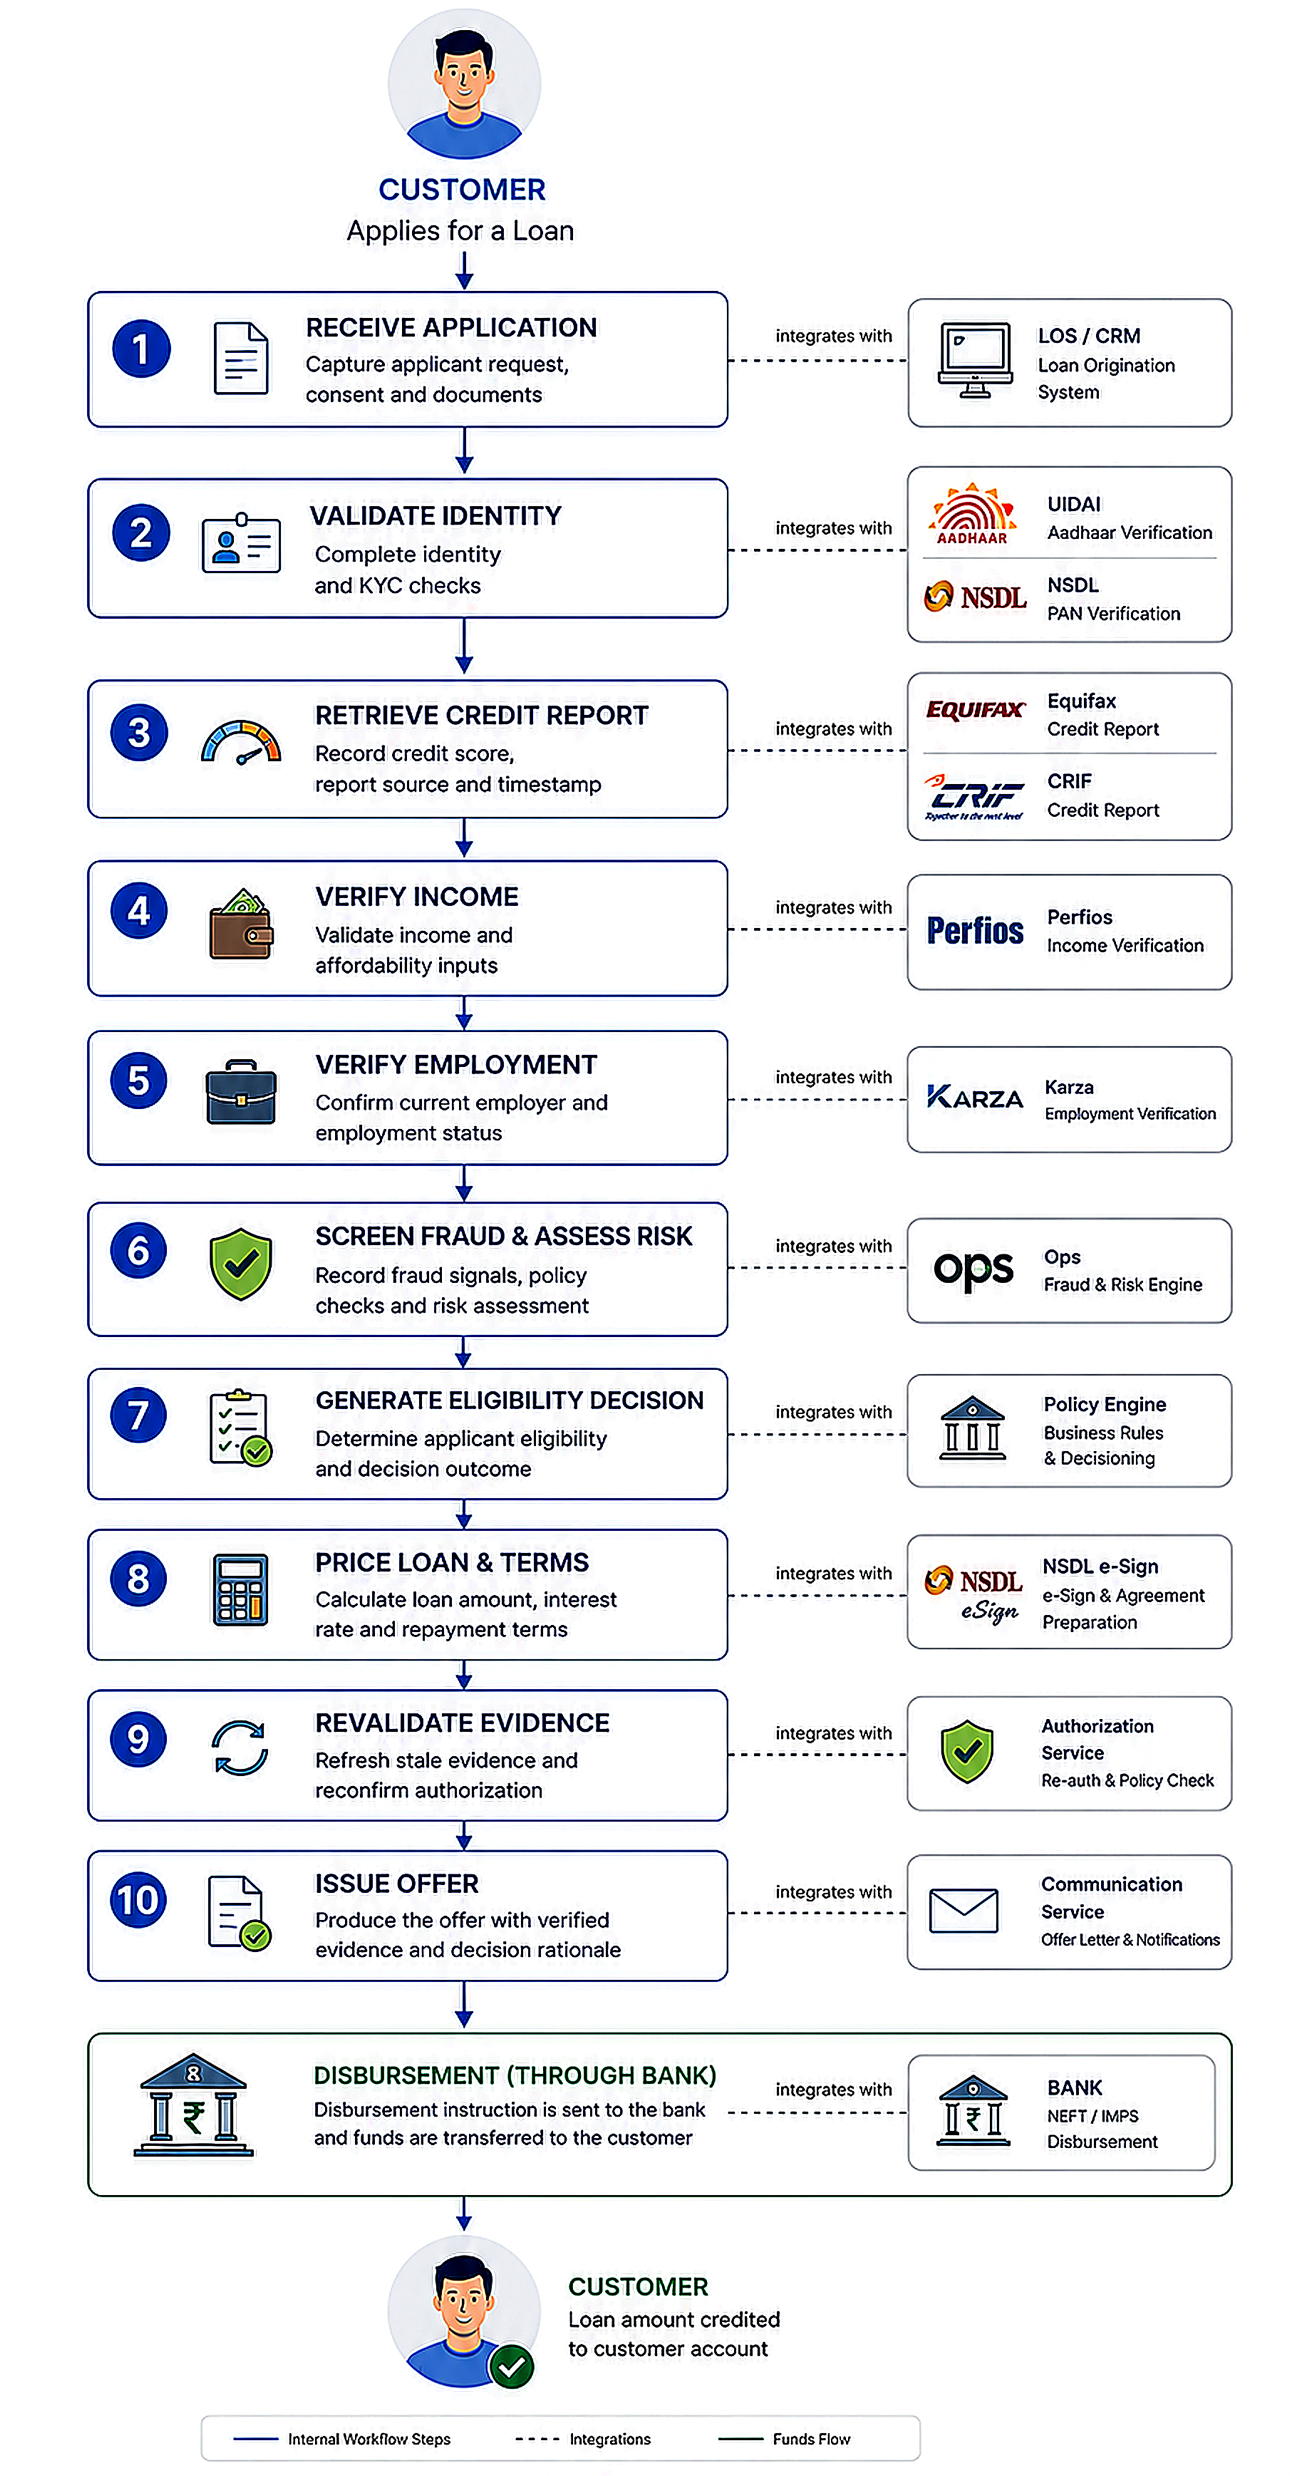 CUSTOMER
Applies for a Loan
1
RECEIVE APPLICATION
Capture applicant request,
consent and documents
integrates with
LOS / CRM
Loan Origination
System
2
VALIDATE IDENTITY
Complete identity
and KYC checks
integrates with
AADHAAR
UIDAI
Aadhaar Verification
NSDL
NSDL
PAN Verification
3
RETRIEVE CREDIT REPORT
Record credit score,
report source and timestamp
integrates with
EQUIFAX
Equifax
Credit Report
CRIF
Together to the next level
CRIF
Credit Report
4
VERIFY INCOME
Validate income and
affordability inputs
integrates with
Perfios
Perfios
Income Verification
5
VERIFY EMPLOYMENT
Confirm current employer and
employment status
integrates with
KARZA
Karza
Employment Verification
6
SCREEN FRAUD & ASSESS RISK
Record fraud signals, policy
checks and risk assessment
integrates with
ops
Ops
Fraud & Risk Engine
7
GENERATE ELIGIBILITY DECISION
Determine applicant eligibility
and decision outcome
integrates with
Policy Engine
Business Rules
& Decisioning
8
PRICE LOAN & TERMS
Calculate loan amount, interest
rate and repayment terms
integrates with
NSDL
eSign
NSDL e-Sign
e-Sign & Agreement
Preparation
9
REVALIDATE EVIDENCE
Refresh stale evidence and
reconfirm authorization
integrates with
Authorization
Service
Re-auth & Policy Check
10
ISSUE OFFER
Produce the offer with verified
evidence and decision rationale
integrates with
Communication
Service
Offer Letter & Notifications
8
₹
DISBURSEMENT (THROUGH BANK)
Disbursement instruction is sent to the bank
and funds are transferred to the customer
integrates with
₹
BANK
NEFT / IMPS
Disbursement
CUSTOMER
Loan amount credited
to customer account
Internal Workflow Steps
Integrations
Funds Flow